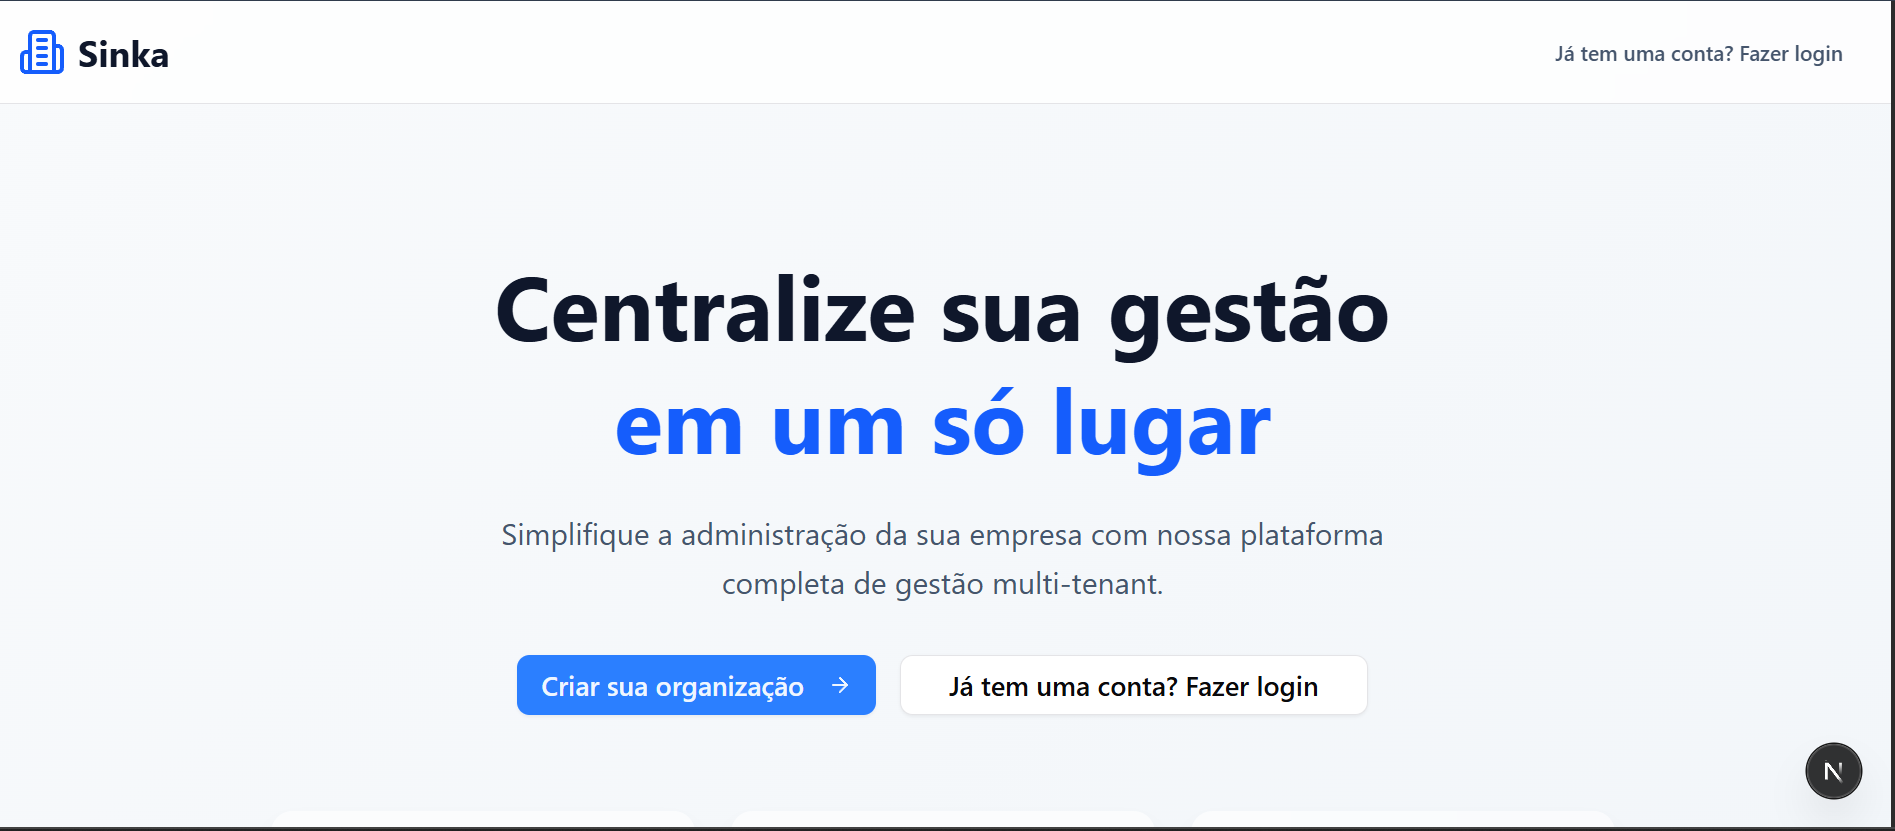 Sinka
Já tem uma conta? Fazer login
Centralize sua gestão
em um só lugar
Simplifique a administração da sua empresa com nossa plataforma
completa de gestão multi-tenant.
Criar sua organização
Já tem uma conta? Fazer login
N